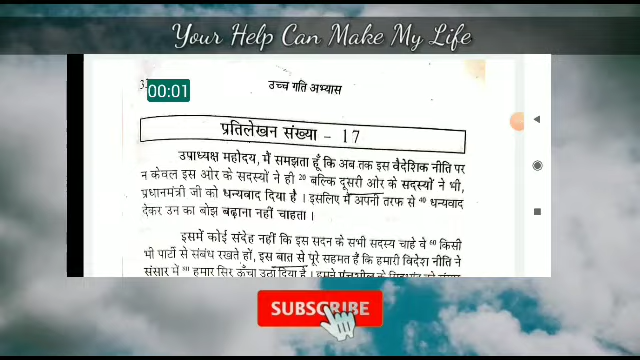 Your Help Can Make My Life
00:01
उच्च गति अभ्यास
प्रतिलेखन संख्या - 17
उपाध्यक्ष महोदय, मैं समझता हूँ कि अब तक इस वैदेशिक नीति पर
न केवल इस ओर के सदस्यों ने ही 20 बल्कि दूसरी ओर के सदस्यों ने भी,
प्रधानमंत्री जी को धन्यवाद दिया है। इसलिए मैं अपनी तरफ से 40 धन्यवाद
देकर उन का बोझ बढ़ाना नहीं चाहता।
इसमें कोई संदेह नहीं कि इस सदन के सभी सदस्य चाहे वे 60 किसी
भी पार्टी से संबंध रखते हों, इस बात से पूरे सहमत हैं कि हमारी विदेश नीति ने
संसार में 80 हमारा सिर ऊँचा उठा दिया है। हमने पंचशील के
SUBSCRIBE